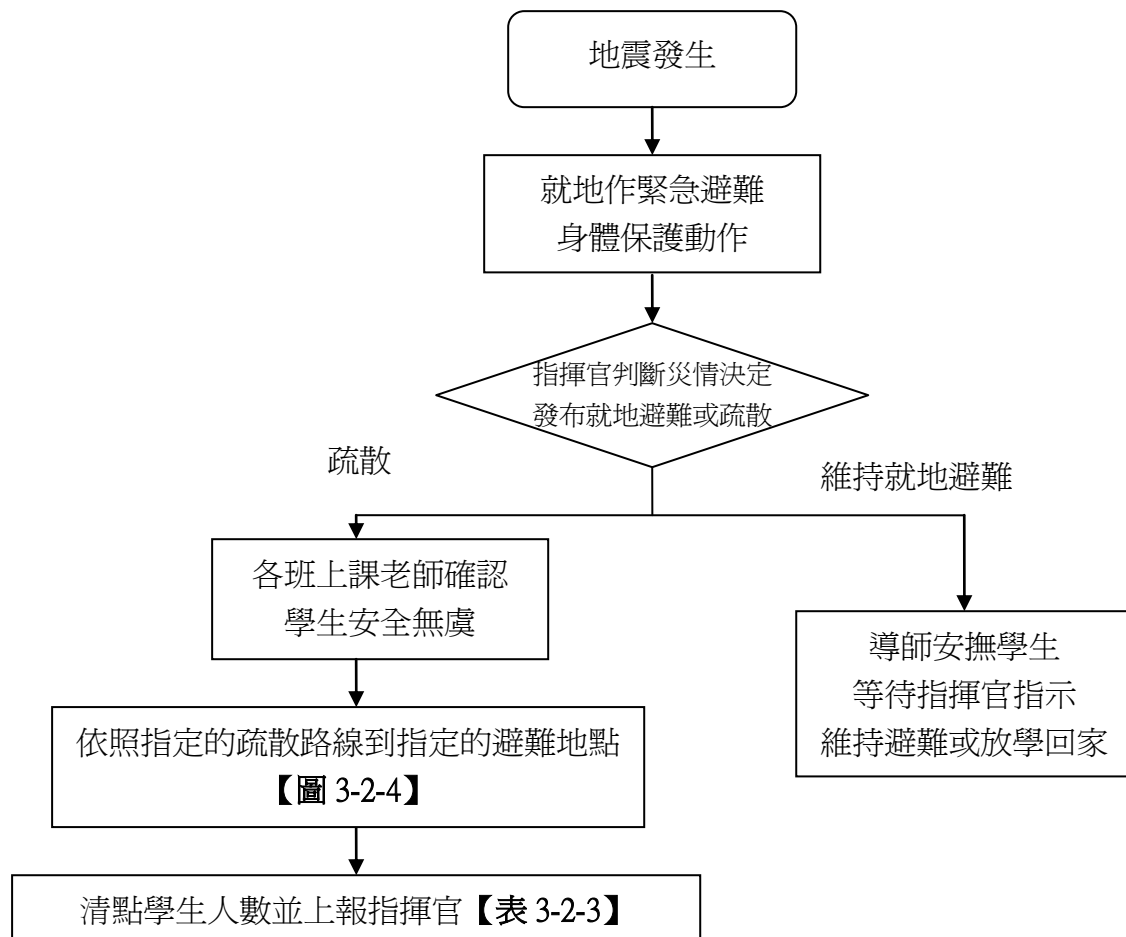 地震發生
就地作緊急避難
身體保護動作
指揮官判斷災情決定
發布就地避難或疏散
疏散
維持就地避難
各班上課老師確認
學生安全無虞
導師安撫學生
等待指揮官指示
維持避難或放學回家
依照指定的疏散路線到指定的避難地點
【圖 3-2-4】
清點學生人數並上報指揮官【表 3-2-3】